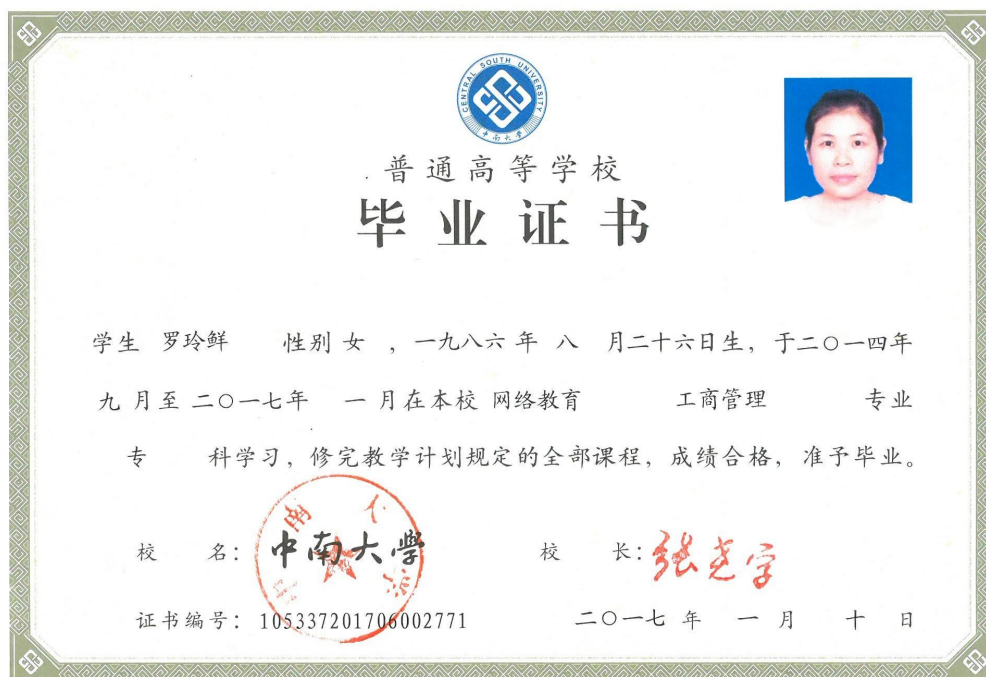 CENTRAL SOUTH UNIVERSITY
中南大学
普通高等学校
毕业证书
学生 罗玲鲜 性别 女 ，一九八六 年 八 月二十六日生，于二〇一四年
九 月至 二〇一七年 一 月在本校 网络教育 工商管理 专业
专 科学习，修完教学计划规定的全部课程，成绩合格，准予毕业。
校 名： 中南大學 校 长：张尧学
证书编号：105337201706002771 二〇一七 年 一 月 十 日